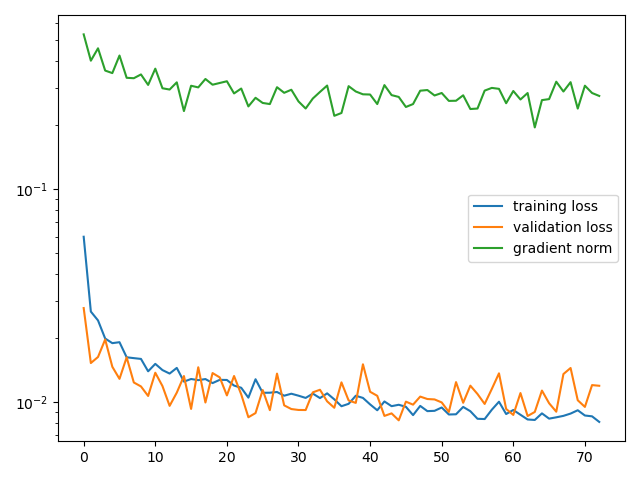 10⁻¹
10⁻²
training loss
validation loss
gradient norm
0 10 20 30 40 50 60 70